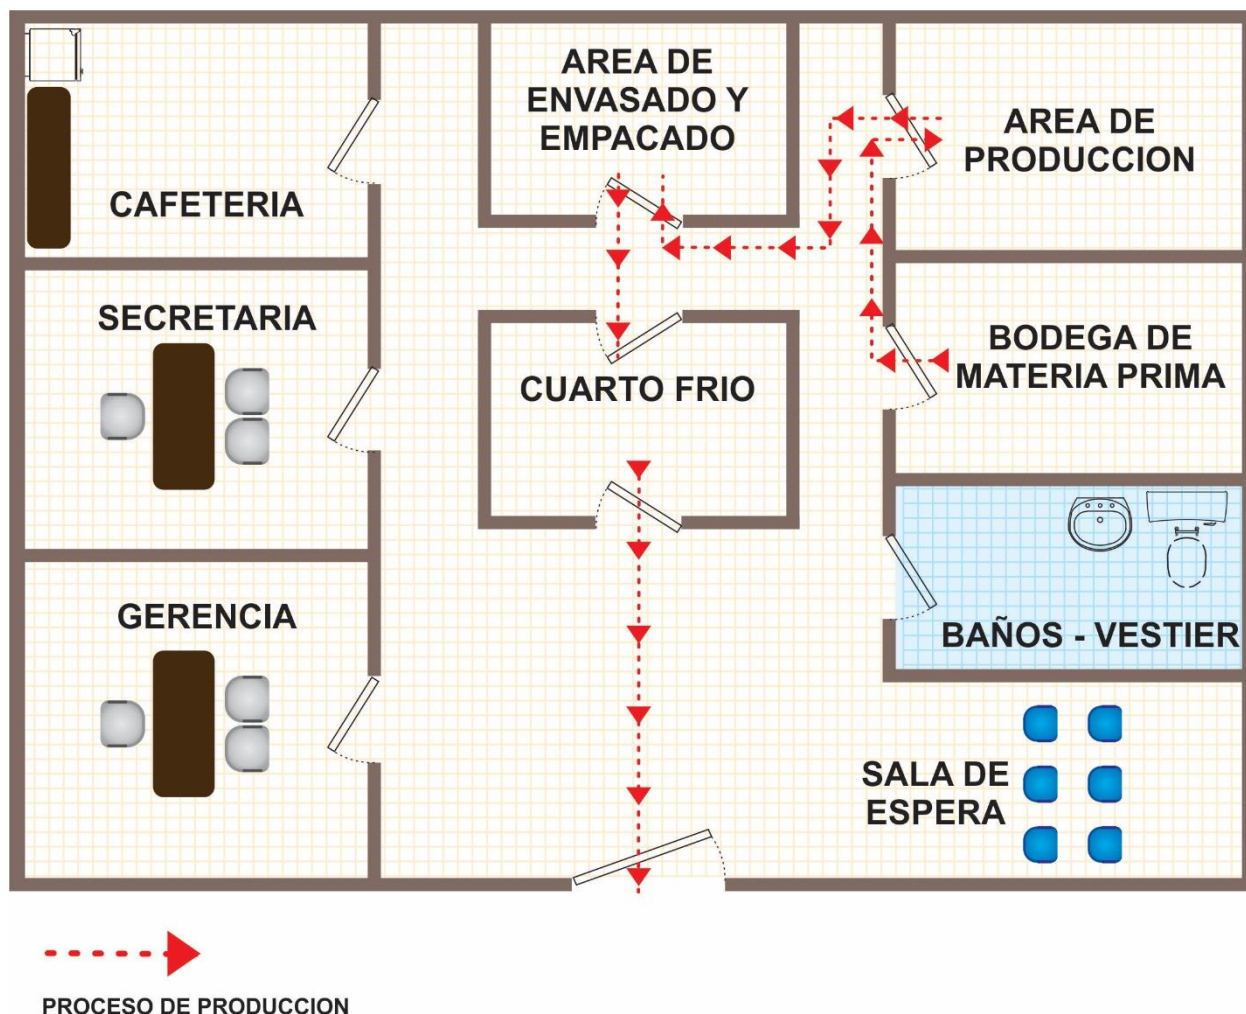 AREA DE
ENVASADO Y
EMPACADO
AREA DE
PRODUCCION
CAFETERIA
SECRETARIA
CUARTO FRIO
BODEGA DE
MATERIA PRIMA
GERENCIA
BAÑOS - VESTIER
SALA DE
ESPERA
PROCESO DE PRODUCCION